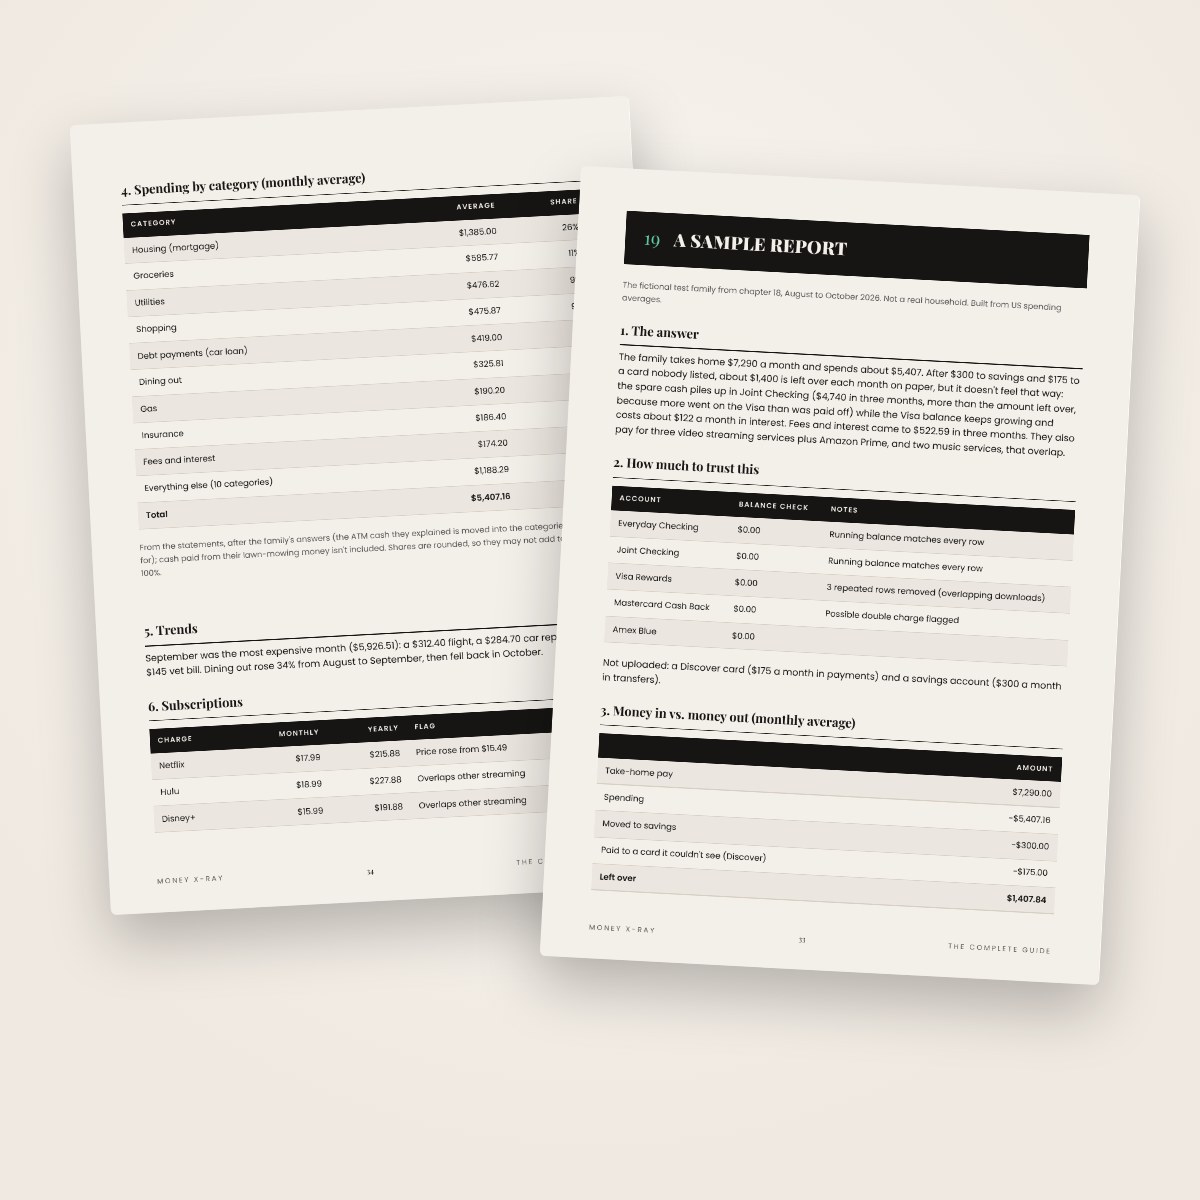 4. Spending by category (monthly average)
CATEGORY AVERAGE SHARE
Housing (mortgage) $1,385.00 26%
Groceries $585.77 11%
Utilities $476.62
Shopping $475.87
Debt payments (car loan) $419.00
Dining out $325.81
Gas $190.20
Insurance $186.40
Fees and interest $174.20
Everything else (10 categories) $1,188.29
Total $5,407.16
From the statements, after the family's answers (the ATM cash they explained is moved into the
for); cash paid from their lawn-mowing money isn't included. Shares are rounded, so they may not add
100%.
5. Trends
September was the most expensive month ($5,926.51): a $312.40 flight, a $284.70 car
$145 vet bill. Dining out rose 34% from August to September, then fell back in October.
6. Subscriptions
CHARGE MONTHLY YEARLY FLAG
Netflix $17.99 $215.88 Price rose from $15.49
Hulu $18.99 $227.88 Overlaps other streaming
Disney+ $15.99 $191.88 Overlaps other streaming
MONEY X-RAY 34 THE
19 A SAMPLE REPORT
The fictional test family from chapter 18, August to October 2026. Not a real household. Built from US spending
averages.
1. The answer
The family takes home $7,290 a month and spends about $5,407. After $300 to savings and $175 to
a card nobody listed, about $1,400 is left over each month on paper, but it doesn't feel that way:
the spare cash piles up in Joint Checking ($4,740 in three months, more than the amount left over,
because more went on the Visa than was paid off) while the Visa balance keeps growing and
costs about $122 a month in interest. Fees and interest came to $522.59 in three months. They also
pay for three video streaming services plus Amazon Prime, and two music services, that overlap.
2. How much to trust this
ACCOUNT BALANCE CHECK NOTES
Everyday Checking $0.00 Running balance matches every row
Joint Checking $0.00 Running balance matches every row
Visa Rewards $0.00 3 repeated rows removed (overlapping downloads)
Mastercard Cash Back $0.00 Possible double charge flagged
Amex Blue $0.00
Not uploaded: a Discover card ($175 a month in payments) and a savings account ($300 a month
in transfers).
3. Money in vs. money out (monthly average)
AMOUNT
Take-home pay $7,290.00
Spending -$5,407.16
Moved to savings -$300.00
Paid to a card it couldn't see (Discover) -$175.00
Left over $1,407.84
MONEY X-RAY 33 THE COMPLETE GUIDE